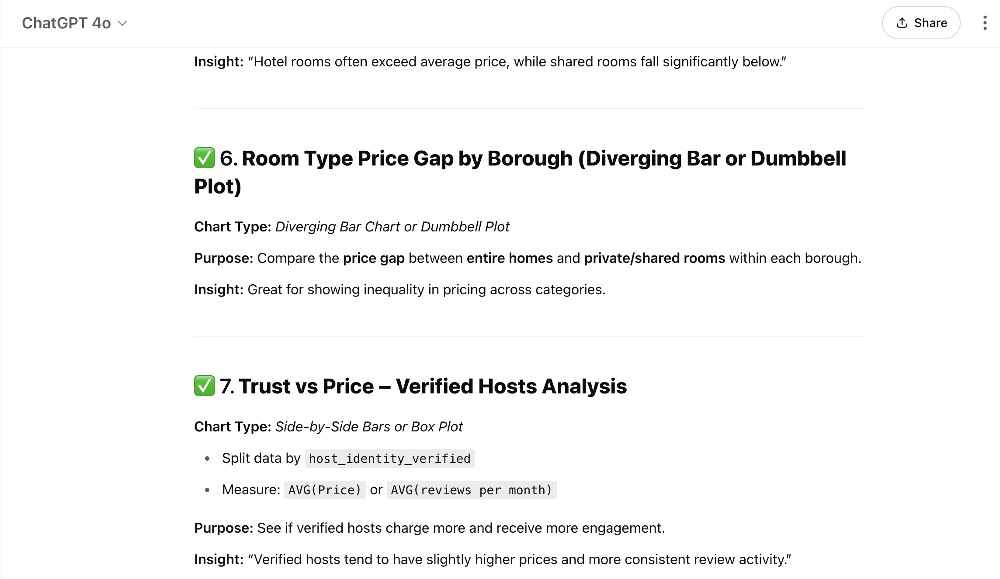 ChatGPT 4o
Share
Insight: “Hotel rooms often exceed average price, while shared rooms fall significantly below.”
✅ 6. Room Type Price Gap by Borough (Diverging Bar or Dumbbell
Plot)
Chart Type: Diverging Bar Chart or Dumbbell Plot
Purpose: Compare the price gap between entire homes and private/shared rooms within each borough.
Insight: Great for showing inequality in pricing across categories.
✅ 7. Trust vs Price – Verified Hosts Analysis
Chart Type: Side-by-Side Bars or Box Plot
• Split data by host_identity_verified
• Measure: AVG(Price) or AVG(reviews per month)
Purpose: See if verified hosts charge more and receive more engagement.
Insight: “Verified hosts tend to have slightly higher prices and more consistent review activity.”